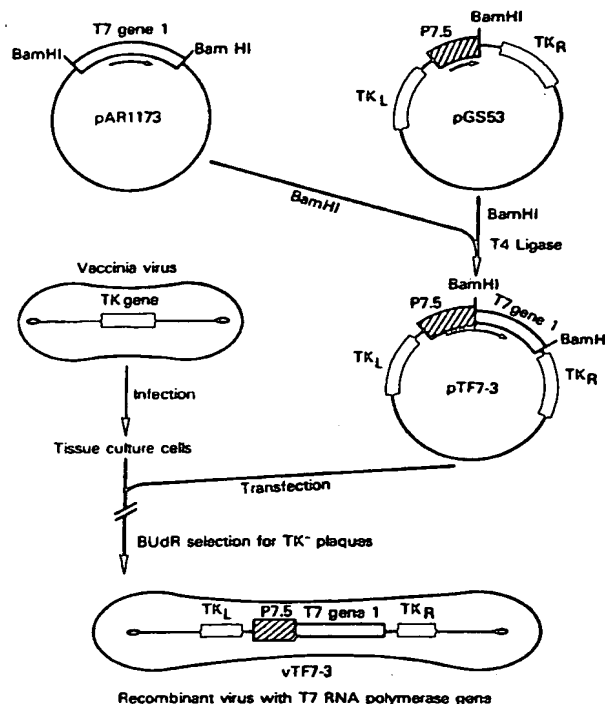 T7 gene 1
BamHI
Bam HI
pAR1173
BamHI
P7.5
TKR
TKL
pGS53
BamHI
BamHI
T4 Ligase
Vaccinia virus
TK gene
BamHI
P7.5
T7 gene 1
BamH
TKL
TKR
pTF7-3
Infection
Tissue culture cells
Transfection
BUdR selection for TK- plaques
TKL
P7.5
T7 gena 1
TKR
vTF7-3
Recombinant virus with T7 RNA polymerase gena